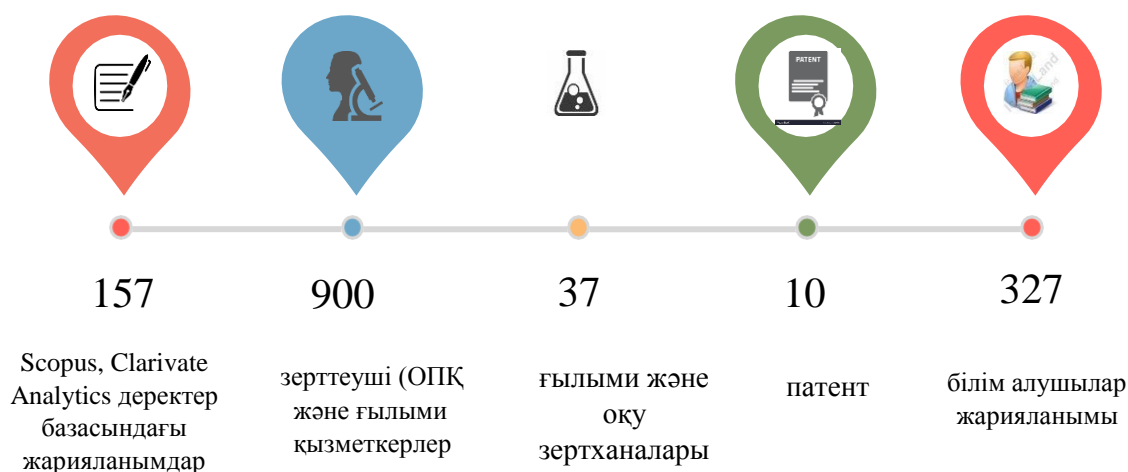 PATENT
Land
157
900
37
10
327
Scopus, Clarivate
Analytics деректер
базасындағы
жарияланымдар
зерттеуші (ОПҚ
және ғылыми
қызметкерлер
ғылыми және
оқу
зертханалары
патент
білім алушылар
жарияланымы